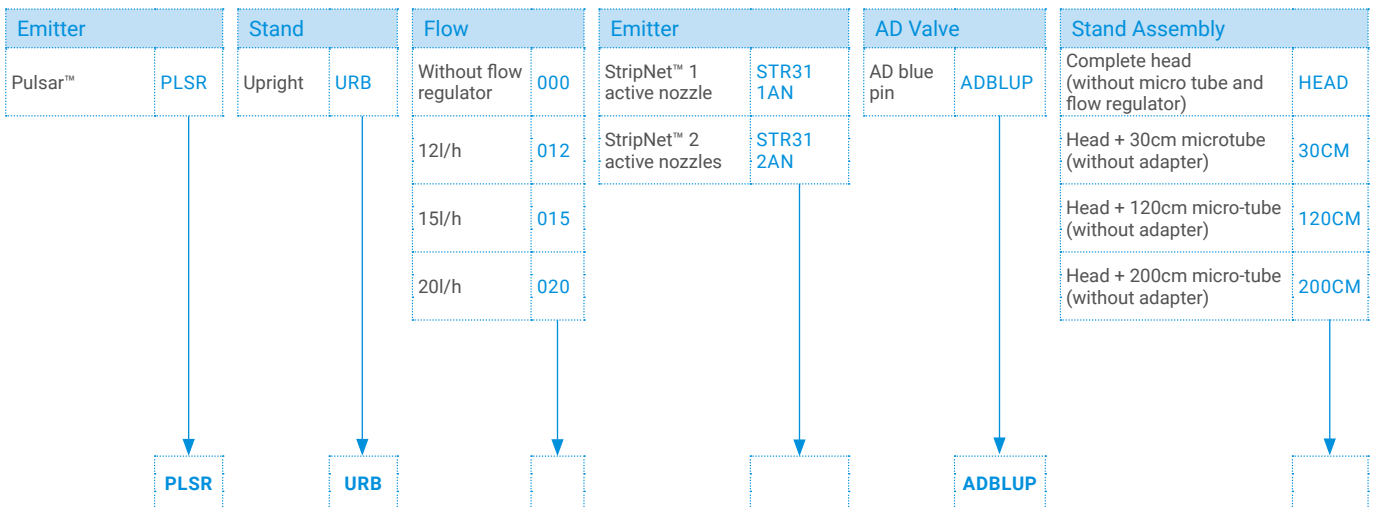 Emitter
Stand
Flow
Emitter
AD Valve
Stand Assembly
Pulsar™
PLSR
Upright
URB
Without flow
regulator
000
StripNet™ 1
active nozzle
STR31
1AN
AD blue
pin
ADBLUP
Complete head
(without micro tube and
flow regulator)
HEAD
12l/h
012
StripNet™ 2
active nozzles
STR31
2AN
Head + 30cm microtube
(without adapter)
30CM
15l/h
015
Head + 120cm micro-tube
(without adapter)
120CM
20l/h
020
Head + 200cm micro-tube
(without adapter)
200CM
PLSR
URB
ADBLUP